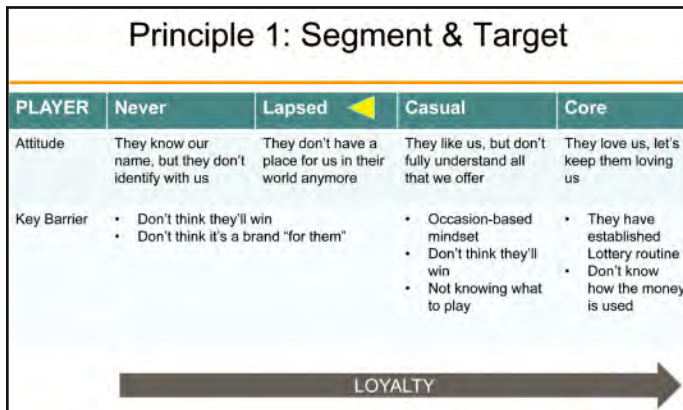 Principle 1: Segment & Target
PLAYER Never Lapsed Casual Core
Attitude
They know our
name, but they don't
identify with us
They don't have a
place for us in their
world anymore
They like us, but don't
fully understand all
that we offer
They love us, let's
keep them loving
us
Key Barrier
• Don't think they'll win
• Don't think it's a brand "for them"
• Occasion-based
mindset
• Don't think they'll
win
• Not knowing what
to play
• They have
established
Lottery routine
• Don't know
how the money
is used
LOYALTY